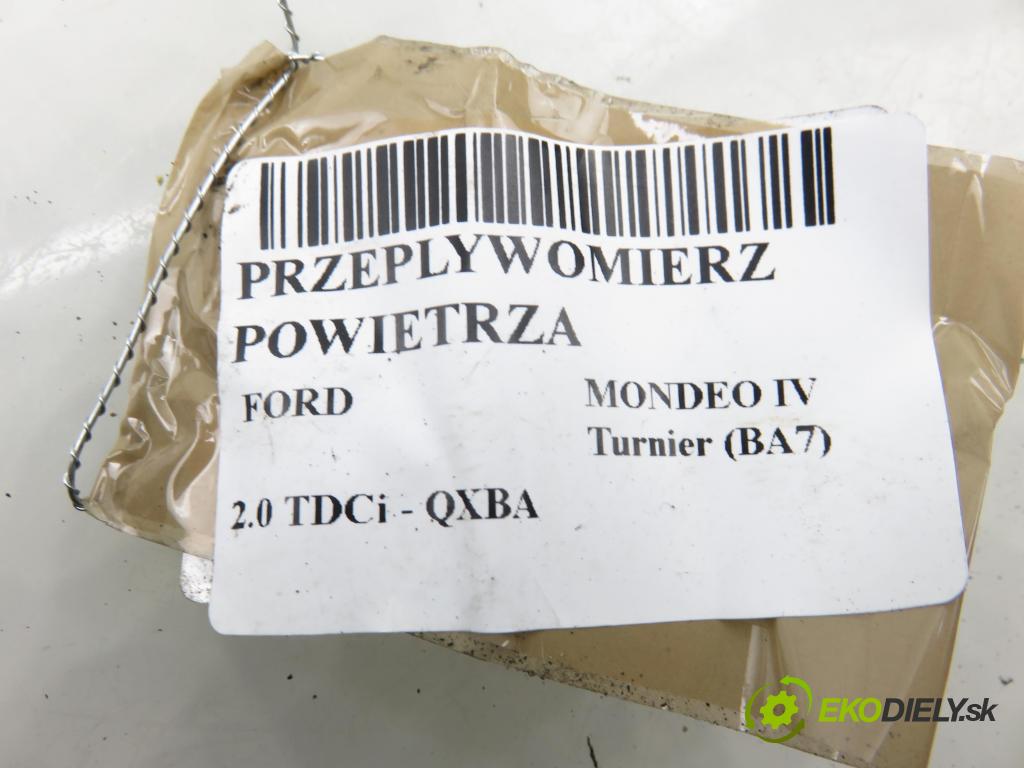 PRZEPLYWOMIERZ
POWIETRZA
FORD
MONDEO IV
Turnier (BA7)
2.0 TDCi - QXBA
EKODIELY.sk